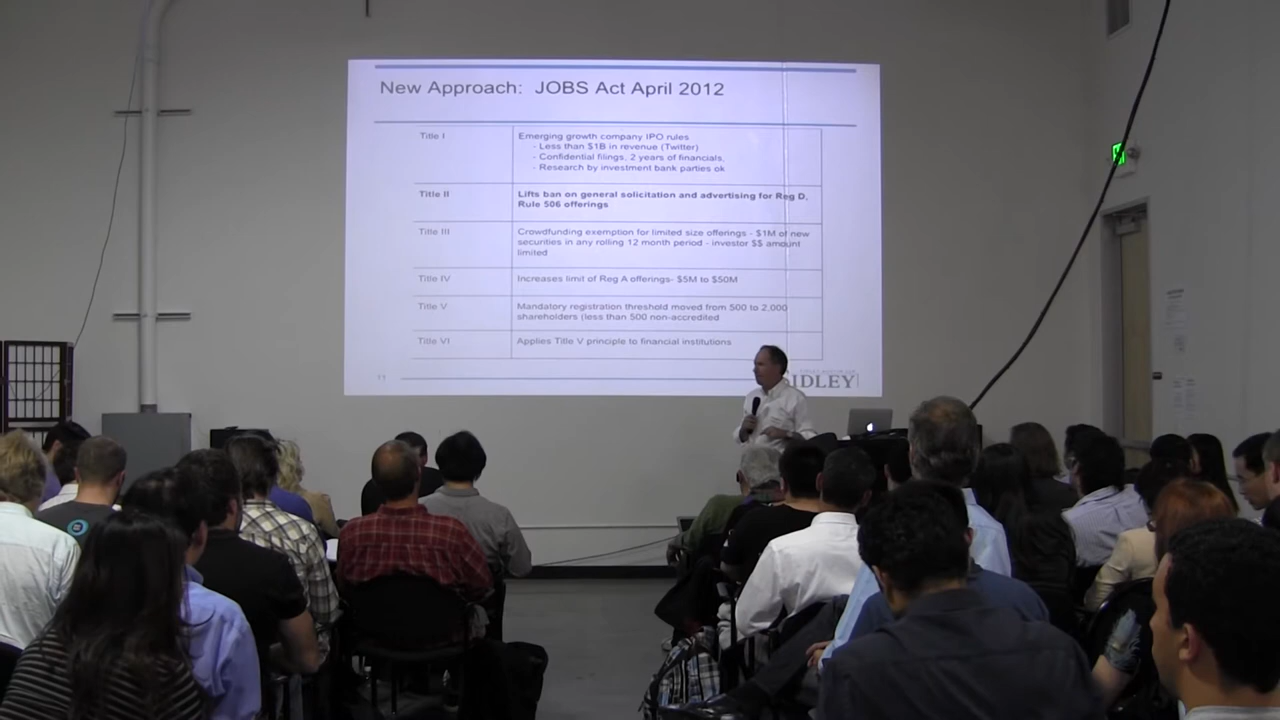 New Approach: JOBS Act April 2012
Title I
Emerging growth company IPO rules
- Less than $1B in revenue (Twitter)
- Confidential filings, 2 years of financials,
- Research by investment bank parties ok
Title II
Lifts ban on general solicitation and advertising for Reg D,
Rule 506 offerings
Title III
Crowdfunding exemption for limited size offerings - $1M of new
securities in any rolling 12 month period - investor $$ amount
limited
Title IV
Increases limit of Reg A offerings- $5M to $50M
Title V
Mandatory registration threshold moved from 500 to 2,000
shareholders (less than 500 non-accredited
Title VI
Applies Title V principle to financial institutions
11
IDLEY